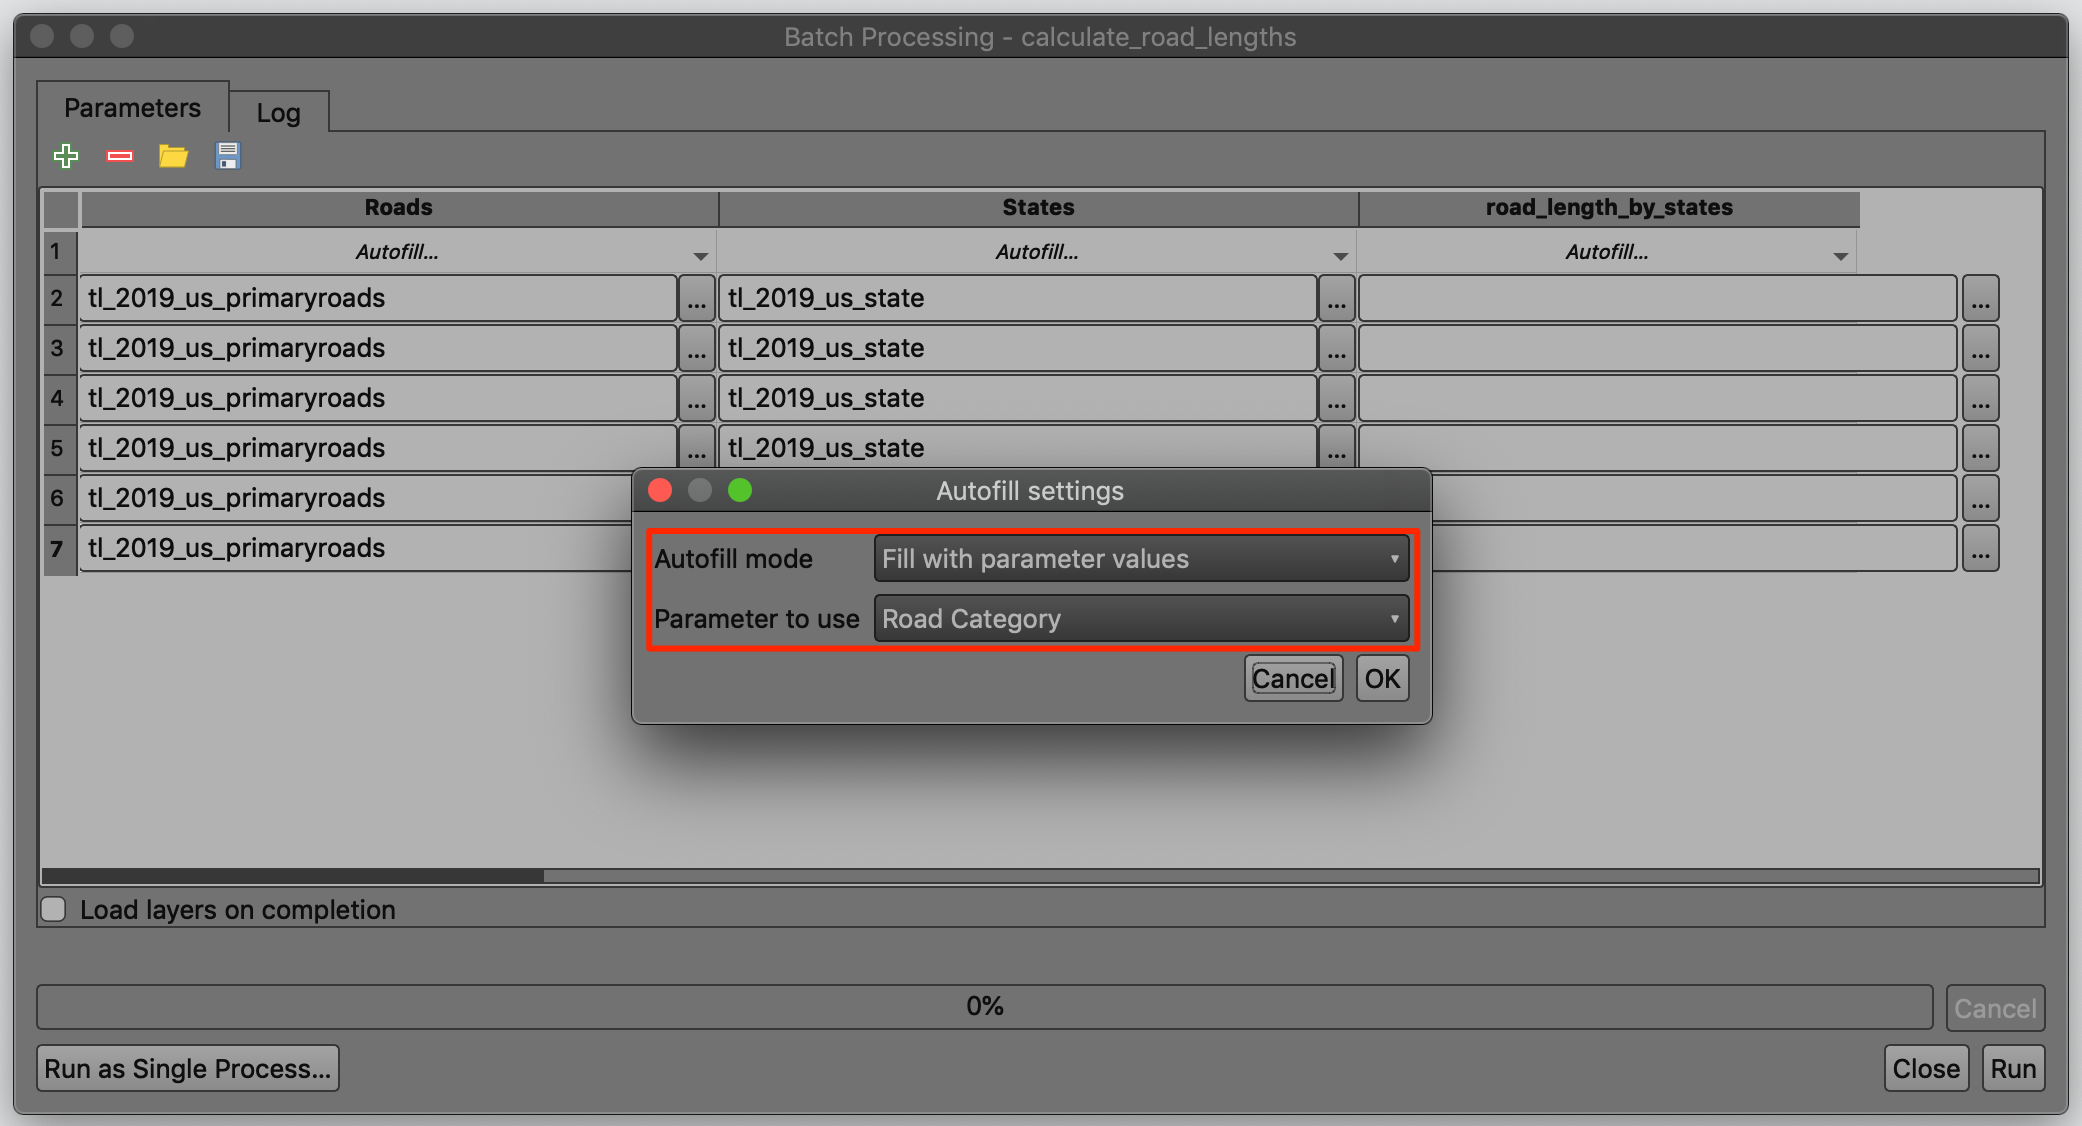 Batch Processing - calculate_road_lengths
Parameters
Log
Roads States road_length_by_states
1 Autofill... Autofill... Autofill...
2 tl_2019_us_primaryroads ... tl_2019_us_state ... ...
3 tl_2019_us_primaryroads ... tl_2019_us_state ... ...
4 tl_2019_us_primaryroads ... tl_2019_us_state ... ...
5 tl_2019_us_primaryroads ... tl_2019_us_state ... ...
6 tl_2019_us_primaryroads ...
7 tl_2019_us_primaryroads ...
Autofill settings
Autofill mode Fill with parameter values
Parameter to use Road Category
Cancel OK
Load layers on completion
0% Cancel
Run as Single Process... Close Run